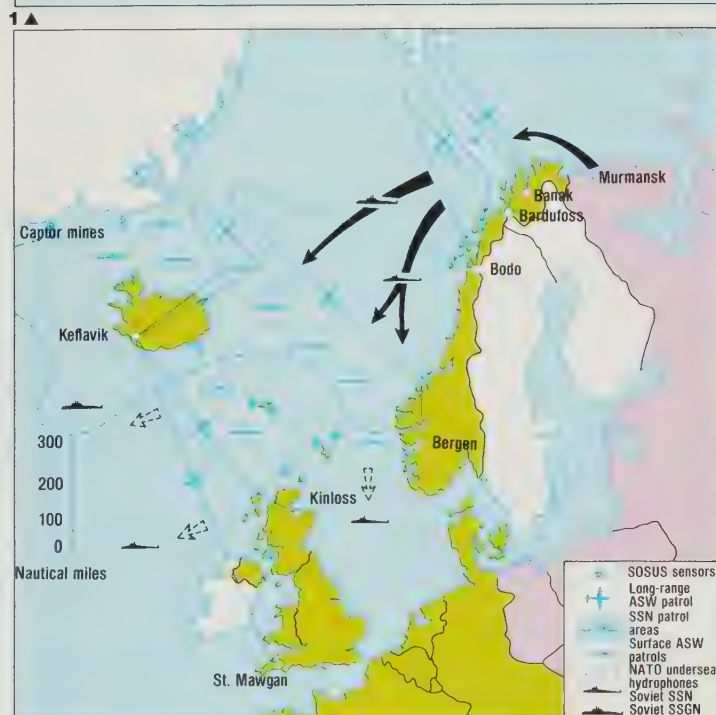 1 ▲
Murmansk
Banak
Bardufoss
Captor mines
Bodo
Keflavik
300
Bergen
200
Kinloss
100
0
Nautical miles
St. Mawgan
SOSUS sensors
Long-range
ASW patrol
SSN patrol
areas
Surface ASW
patrols
NATO undersea
hydrophones
Soviet SSN
Soviet SSGN